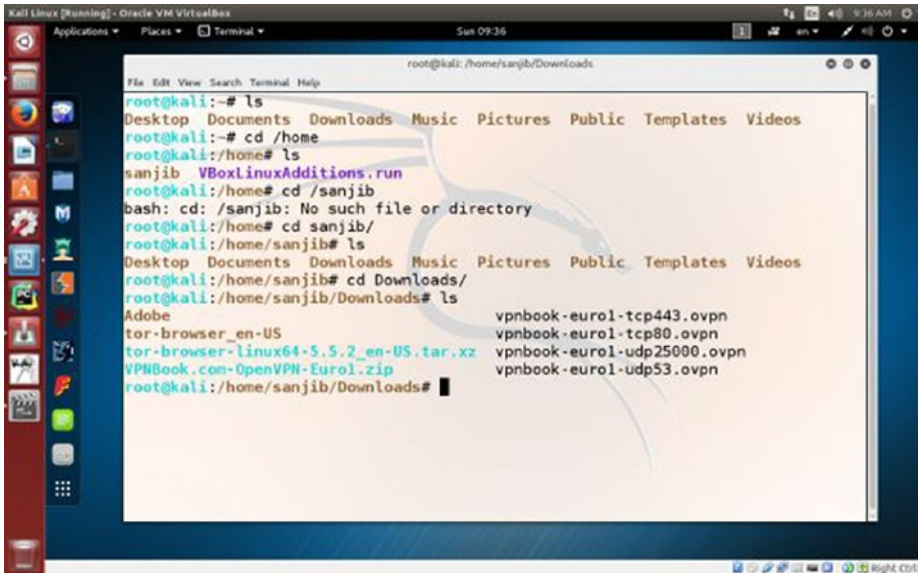 Kali Linux [Running] - Oracle VM VirtualBox
En 9:36 AM
Applications Places Terminal Sun 09:36 1 en
root@kali: /home/sanjib/Downloads
File Edit View Search Terminal Help
root@kali:~# ls
Desktop Documents Downloads Music Pictures Public Templates Videos
root@kali:~# cd /home
root@kali:/home# ls
sanjib VBoxLinuxAdditions.run
root@kali:/home# cd /sanjib
bash: cd: /sanjib: No such file or directory
root@kali:/home# cd sanjib/
root@kali:/home/sanjib# ls
Desktop Documents Downloads Music Pictures Public Templates Videos
root@kali:/home/sanjib# cd Downloads/
root@kali:/home/sanjib/Downloads# ls
Adobe vpnbook-euro1-tcp443.ovpn
tor-browser_en-US vpnbook-euro1-tcp80.ovpn
tor-browser-linux64-5.5.2_en-US.tar.xz vpnbook-euro1-udp25000.ovpn
VPNBook.com-OpenVPN-Euro1.zip vpnbook-euro1-udp53.ovpn
root@kali:/home/sanjib/Downloads#
Right Ctrl